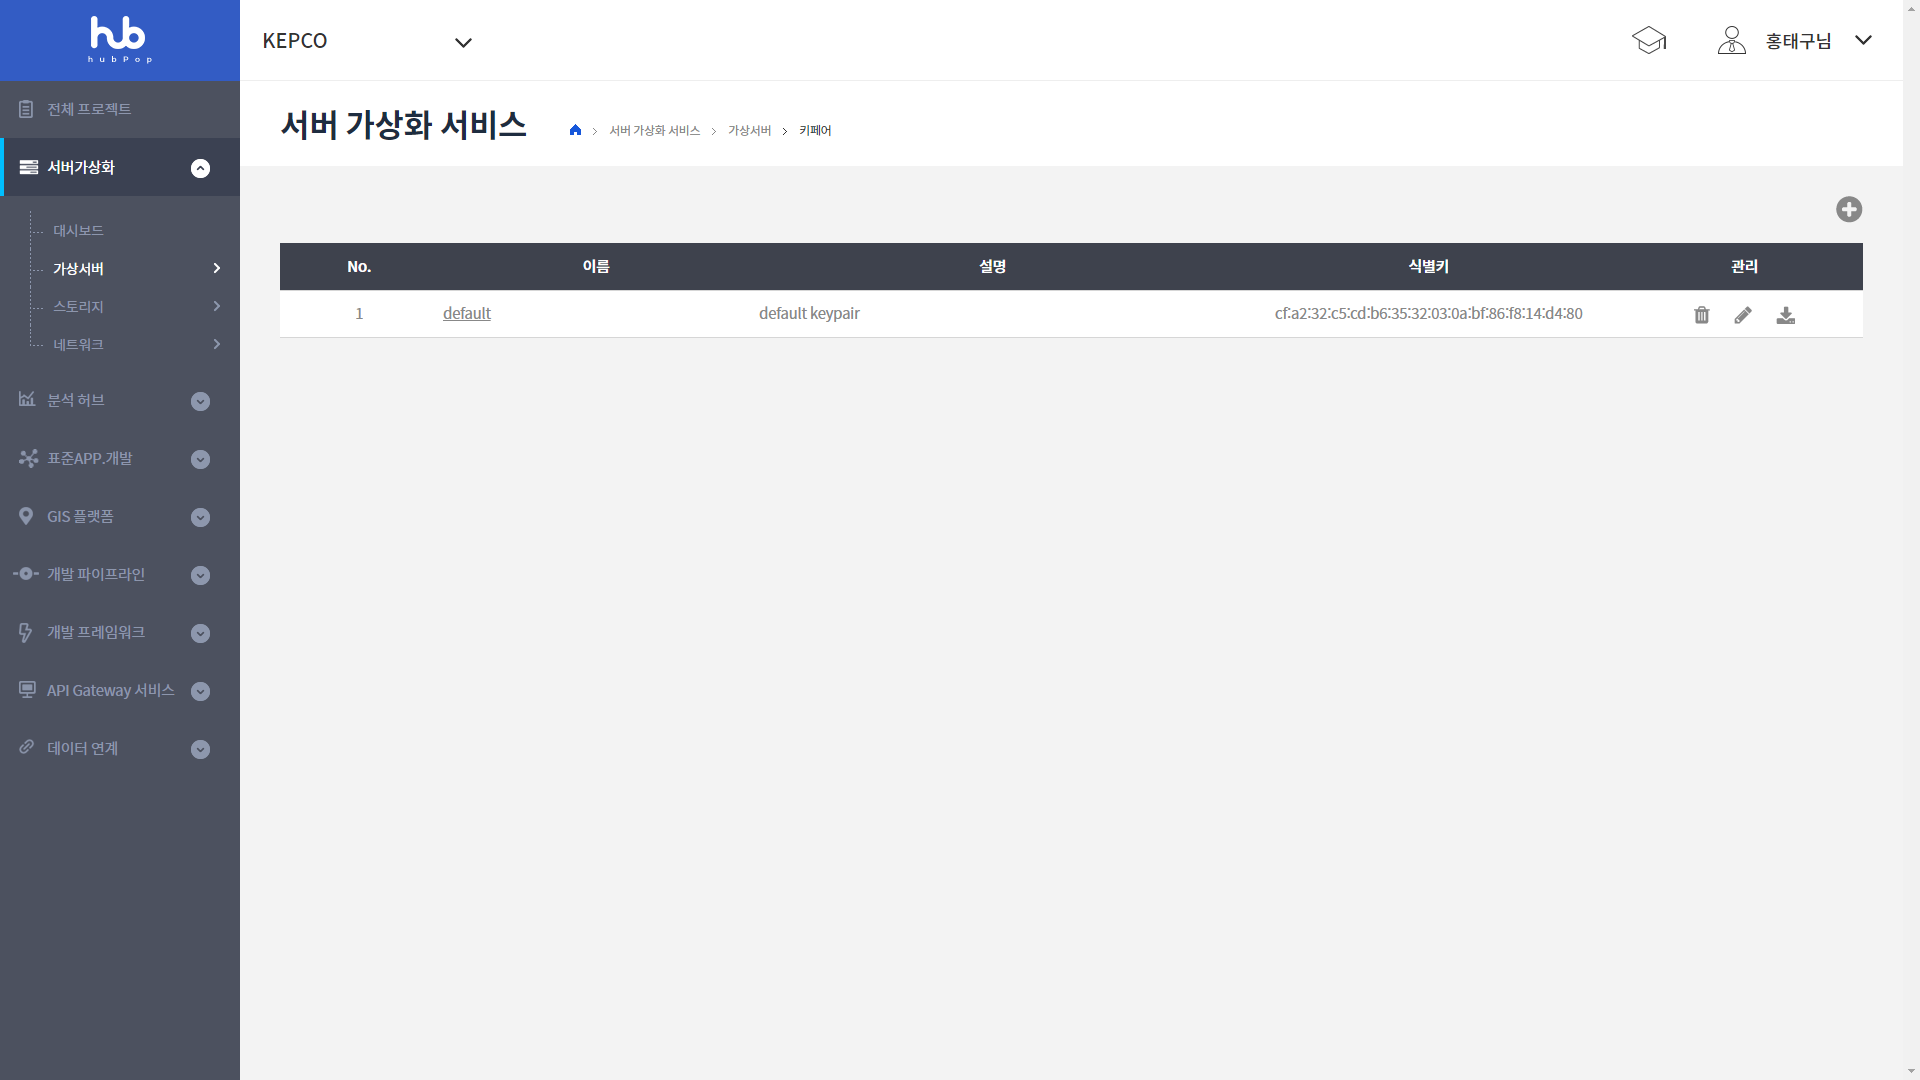 hub
hubPop
KEPCO
홍태구님
전체 프로젝트
서버가상화
대시보드
가상서버
스토리지
네트워크
분석 허브
표준APP.개발
GIS 플랫폼
개발 파이프라인
개발 프레임워크
API Gateway 서비스
데이터 연계
서버 가상화 서비스
서버 가상화 서비스 가상서버 키페어
No. 이름 설명 식별키 관리
1 default default keypair cf:a2:32:c5:cd:b6:35:32:03:0a:bf:86:f8:14:d4:80